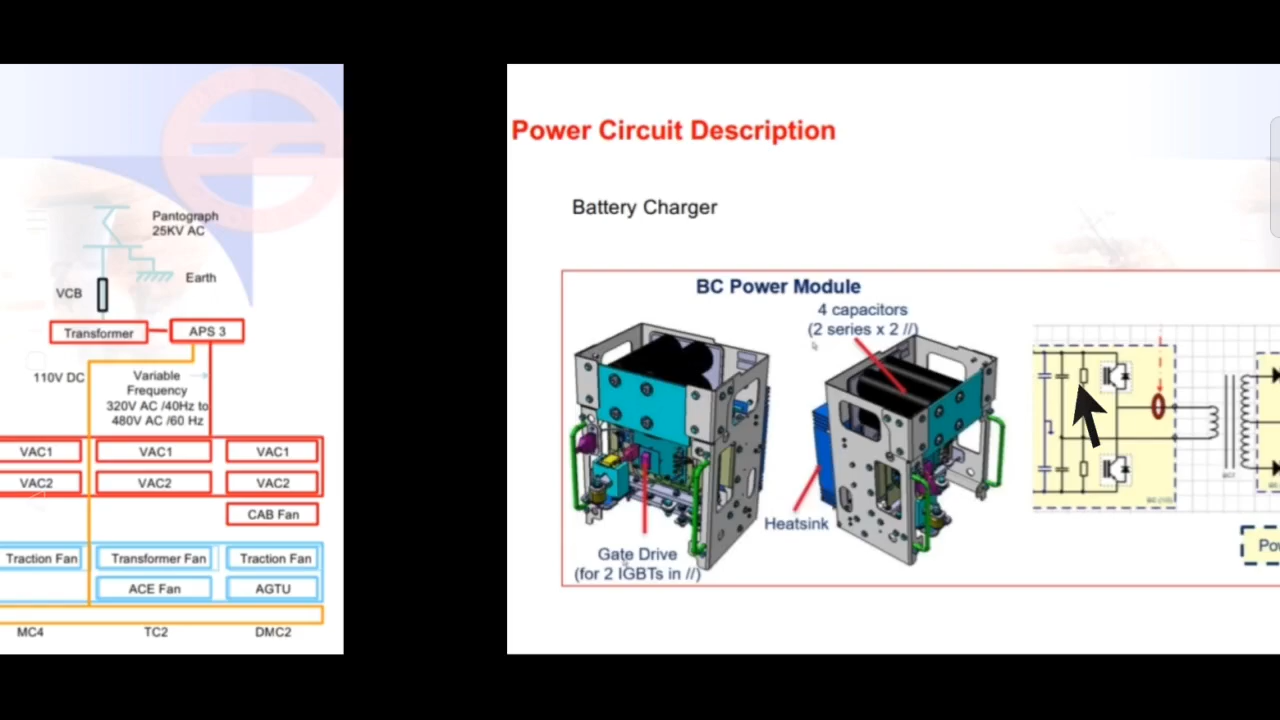 Pantograph
25KV AC
Earth
VCB
Transformer
APS 3
110V DC
Variable
Frequency
320V AC /40Hz to
480V AC /60 Hz
VAC1
VAC1
VAC1
VAC2
VAC2
VAC2
CAB Fan
Traction Fan
Transformer Fan
Traction Fan
ACE Fan
AGTU
MC4
TC2
DMC2
Power Circuit Description
Battery Charger
BC Power Module
4 capacitors
(2 series x 2 //)
Heatsink
Gate Drive
(for 2 IGBTs in //)